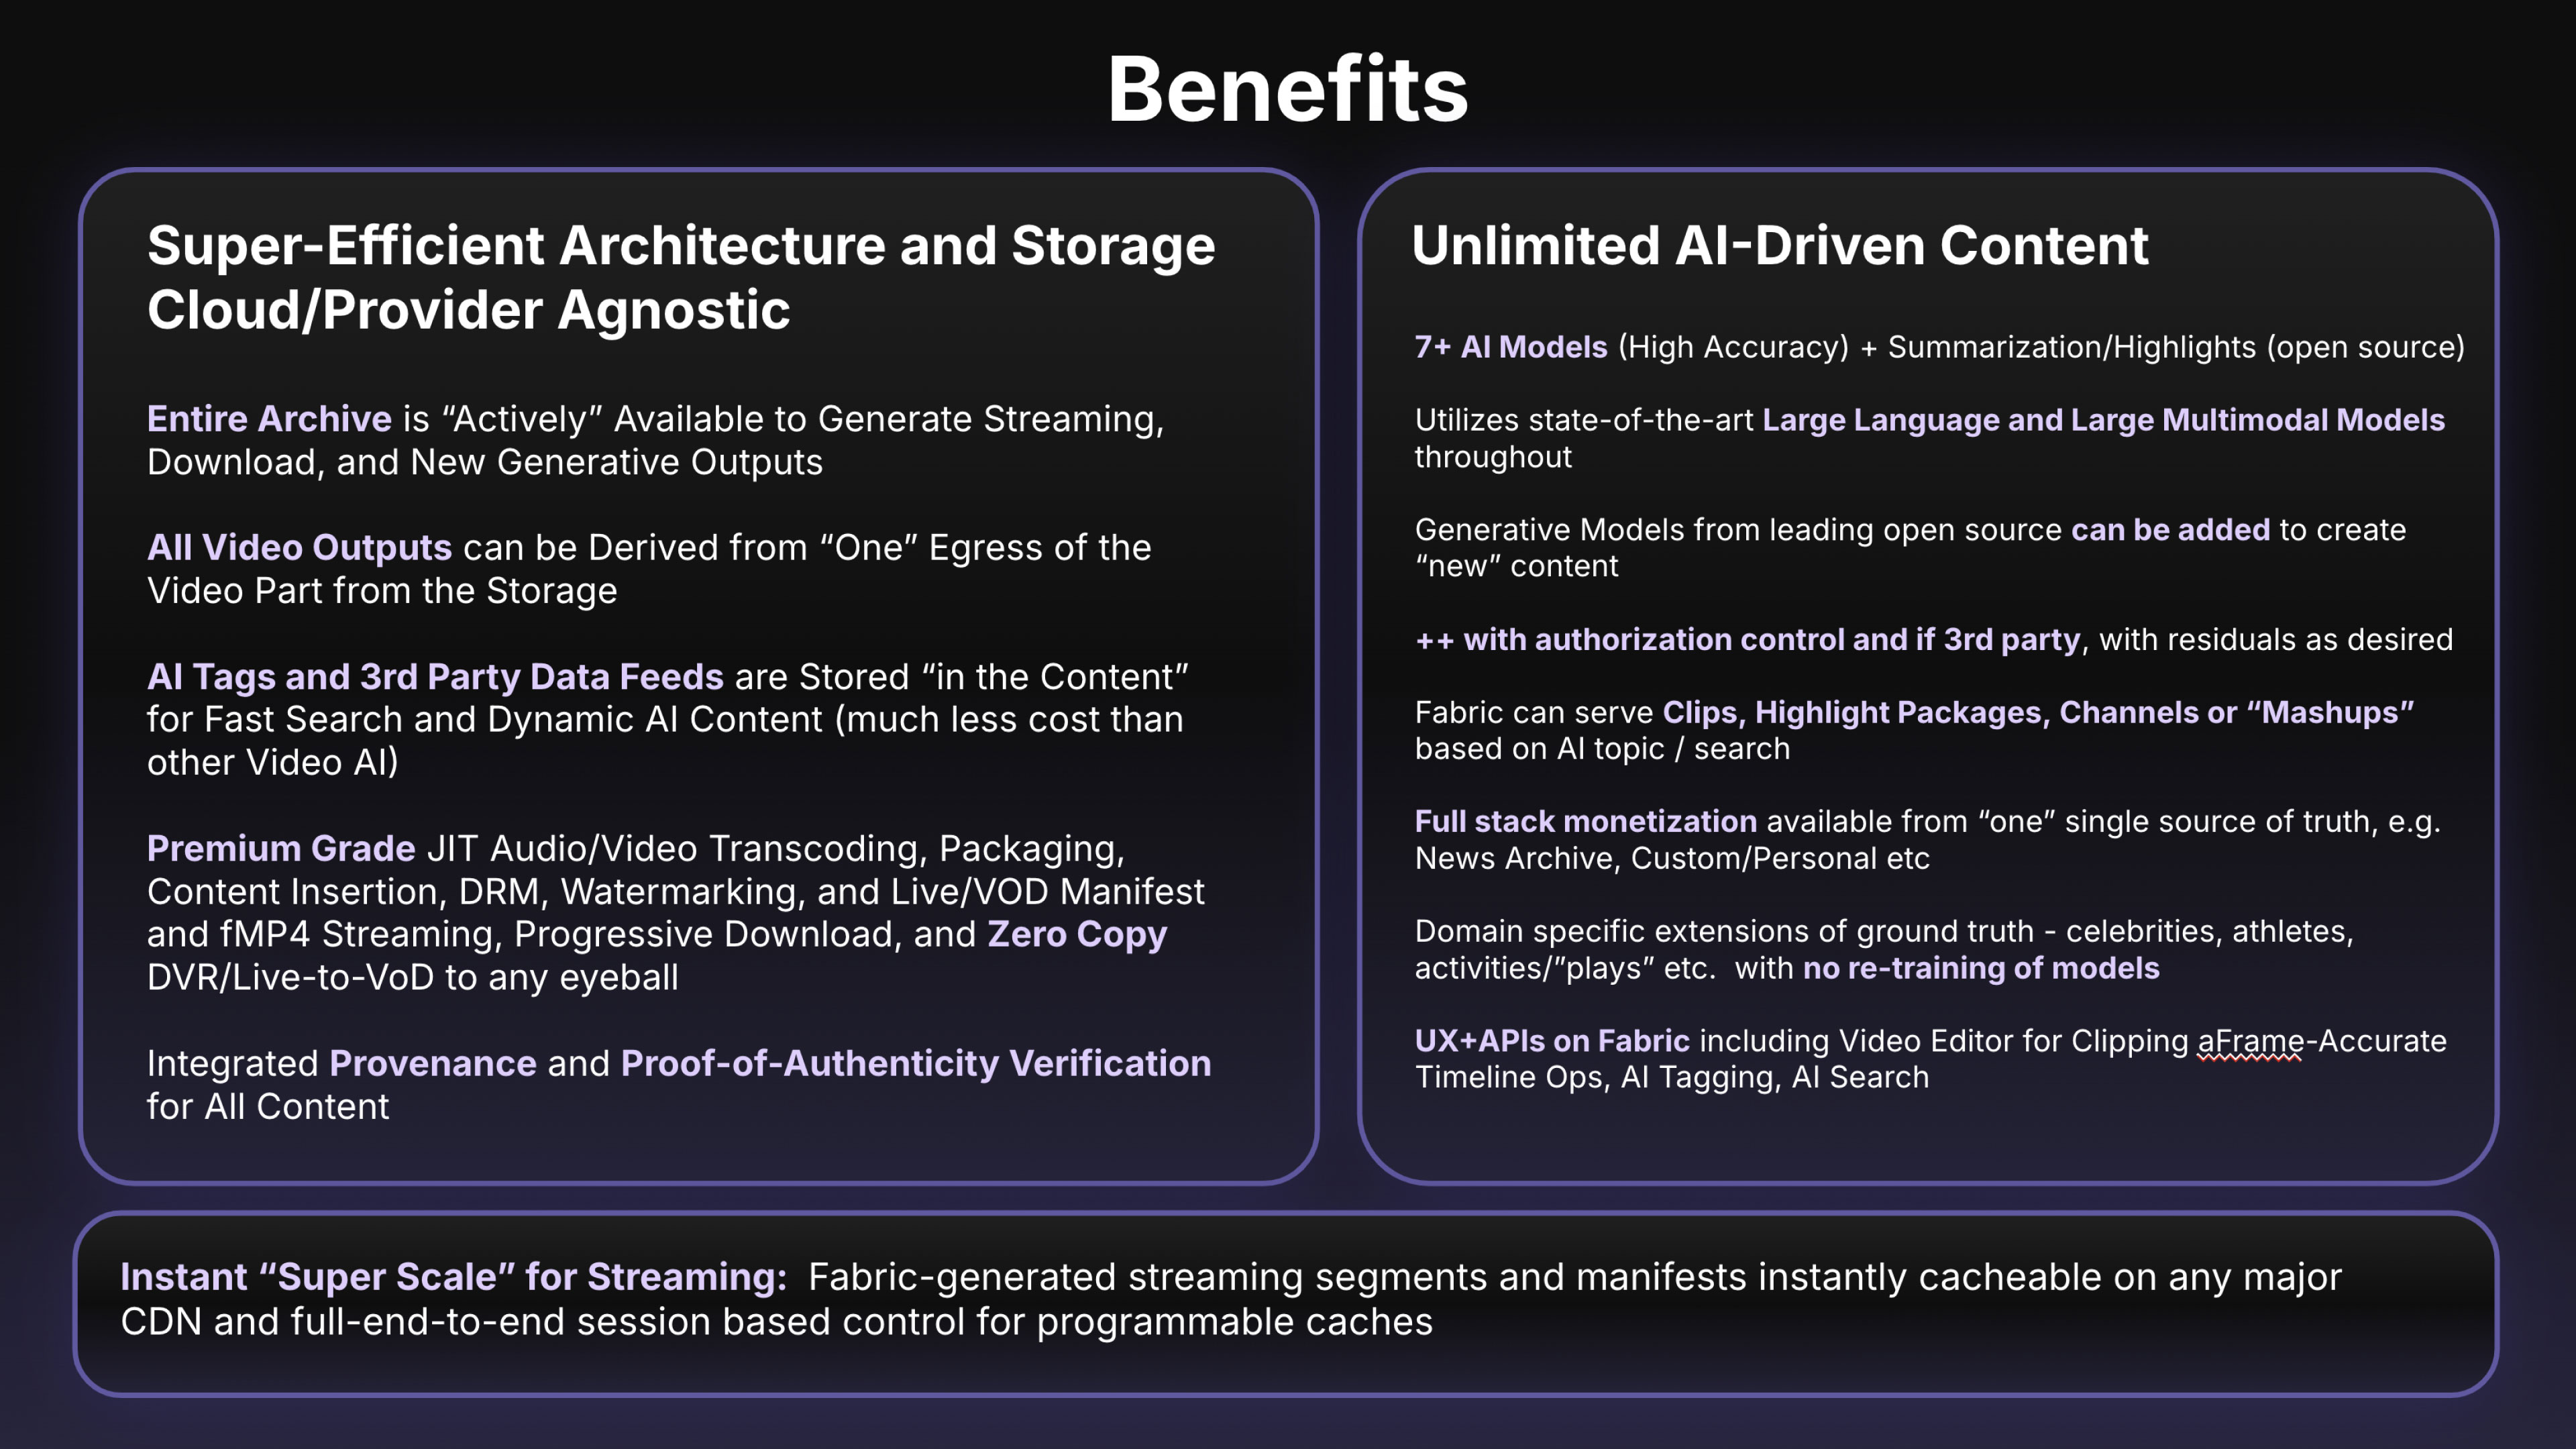 Benefits
Super-Efficient Architecture and Storage
Cloud/Provider Agnostic
Entire Archive is “Actively” Available to Generate Streaming,
Download, and New Generative Outputs
All Video Outputs can be Derived from “One” Egress of the
Video Part from the Storage
AI Tags and 3rd Party Data Feeds are Stored “in the Content”
for Fast Search and Dynamic AI Content (much less cost than
other Video AI)
Premium Grade JIT Audio/Video Transcoding, Packaging,
Content Insertion, DRM, Watermarking, and Live/VOD Manifest
and fMP4 Streaming, Progressive Download, and Zero Copy
DVR/Live-to-VoD to any eyeball
Integrated Provenance and Proof-of-Authenticity Verification
for All Content
Unlimited AI-Driven Content
7+ AI Models (High Accuracy) + Summarization/Highlights (open source)
Utilizes state-of-the-art Large Language and Large Multimodal Models
throughout
Generative Models from leading open source can be added to create
“new” content
++ with authorization control and if 3rd party, with residuals as desired
Fabric can serve Clips, Highlight Packages, Channels or “Mashups”
based on AI topic / search
Full stack monetization available from “one” single source of truth, e.g.
News Archive, Custom/Personal etc
Domain specific extensions of ground truth - celebrities, athletes,
activities/”plays” etc.  with no re-training of models
UX+APIs on Fabric including Video Editor for Clipping aFrame-Accurate
Timeline Ops, AI Tagging, AI Search
Instant “Super Scale” for Streaming:  Fabric-generated streaming segments and manifests instantly cacheable on any major
CDN and full-end-to-end session based control for programmable caches